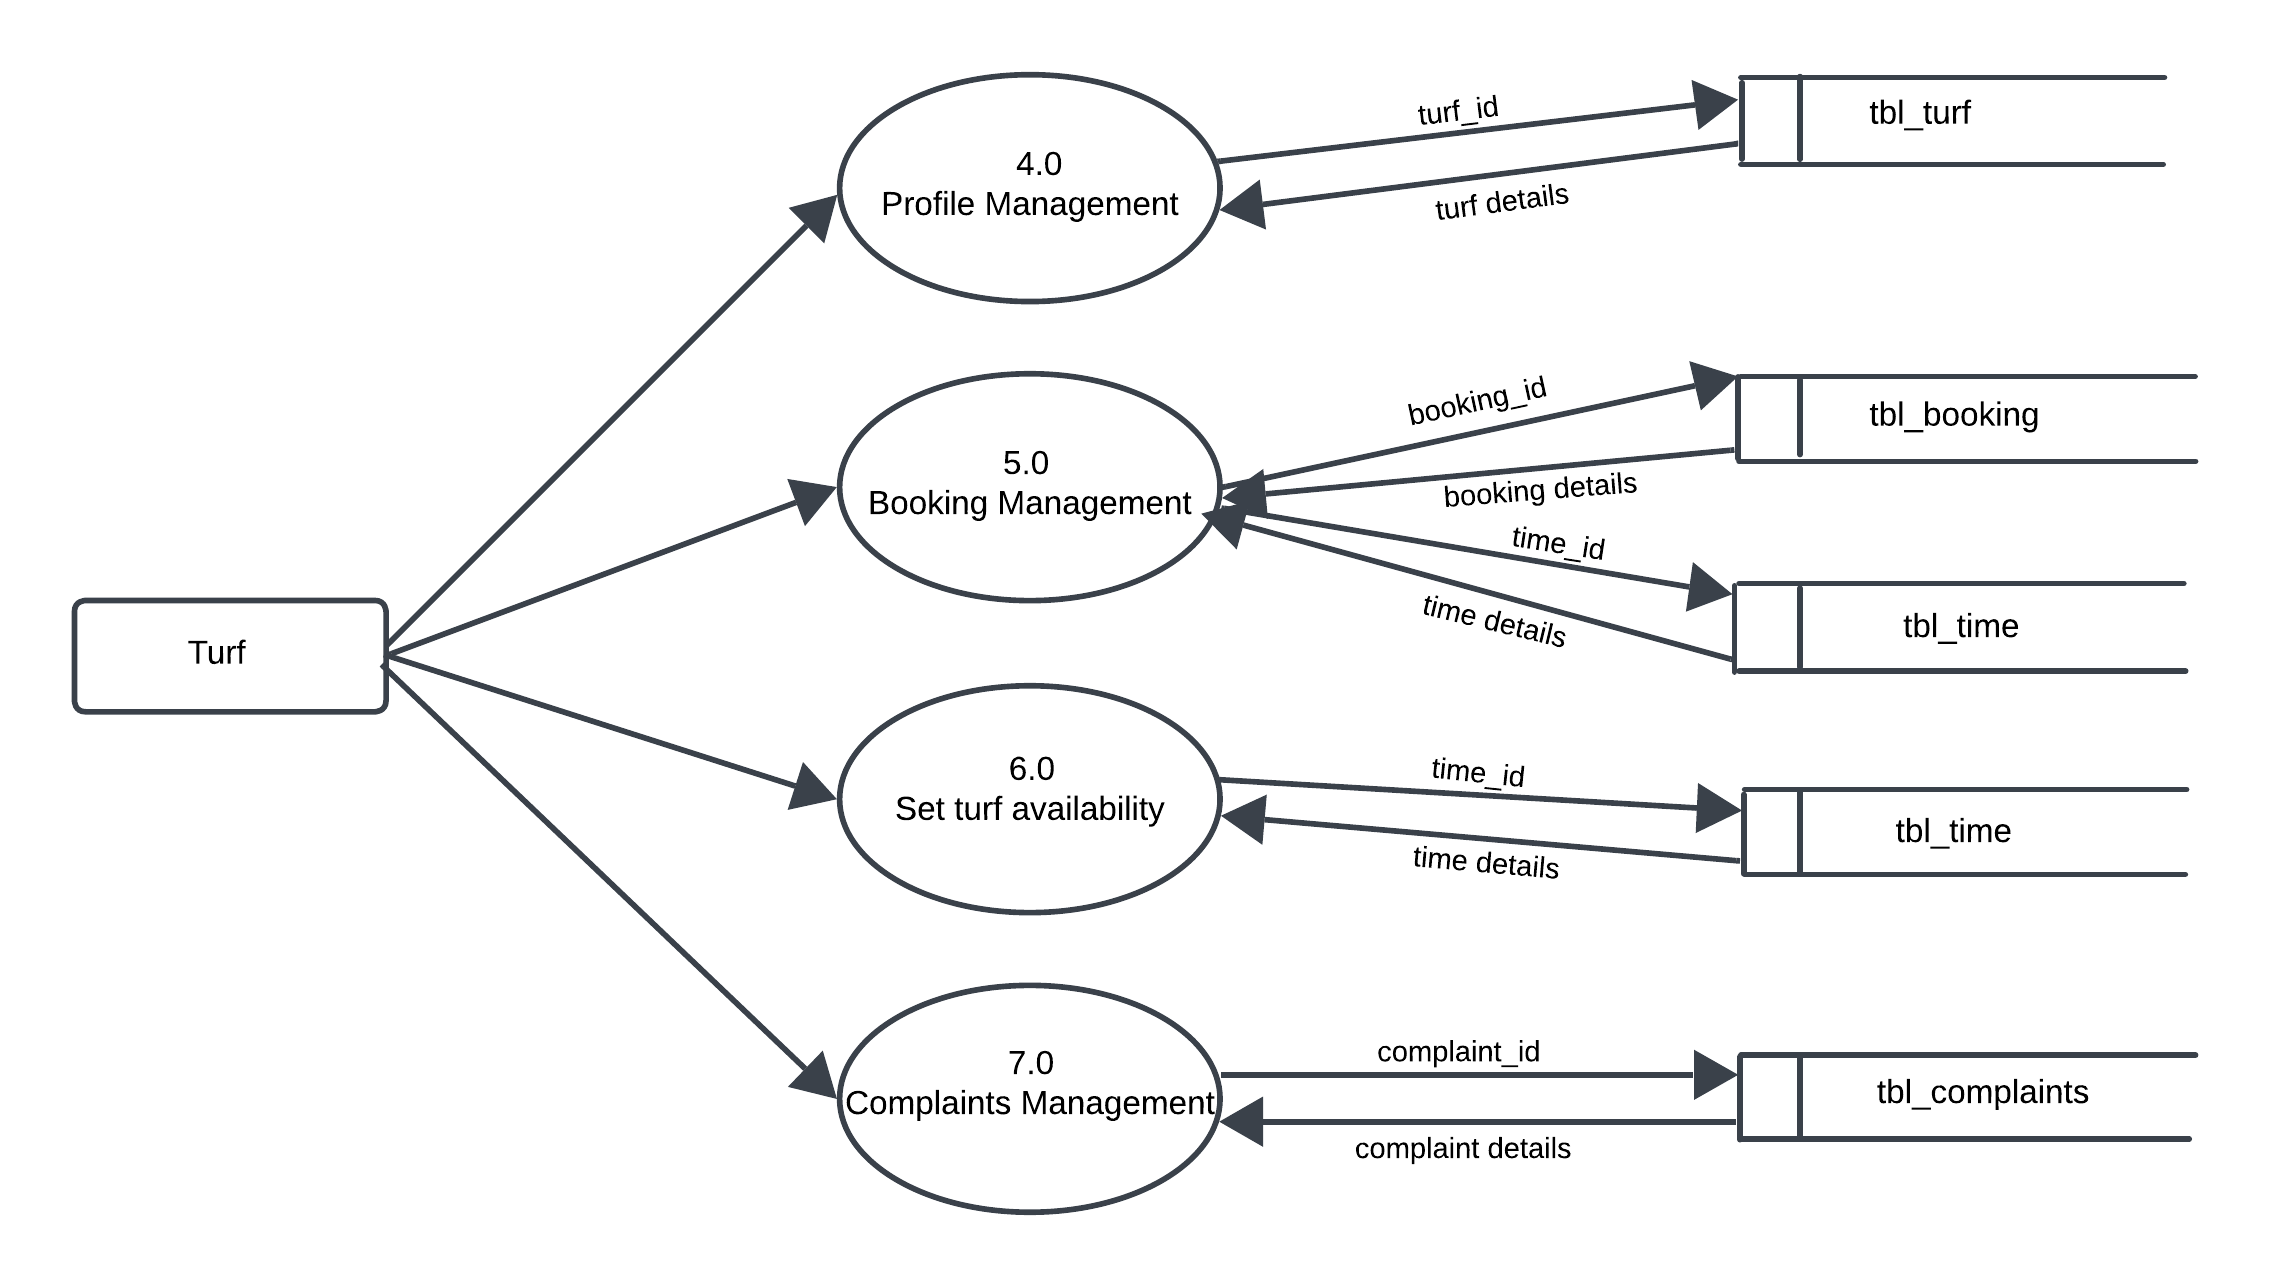 turf_id
tbl_turf
4.0
Profile Management
turf details
booking_id
tbl_booking
5.0
Booking Management
booking details
time_id
time details
tbl_time
Turf
6.0
Set turf availability
time_id
time details
tbl_time
7.0
Complaints Management
complaint_id
complaint details
tbl_complaints